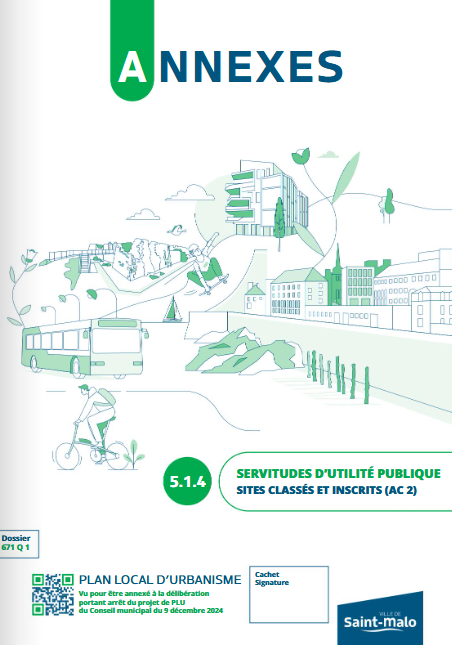 ANNEXES
5.1.4
SERVITUDES D'UTILITÉ PUBLIQUE
SITES CLASSÉS ET INSCRITS (AC 2)
Dossier
671 Q 1
PLAN LOCAL D'URBANISME
Vu pour être annexé à la délibération
portant arrêt du projet de PLU
du Conseil municipal du 9 décembre 2024
Cachet
Signature
VILLE DE
Saint-malo